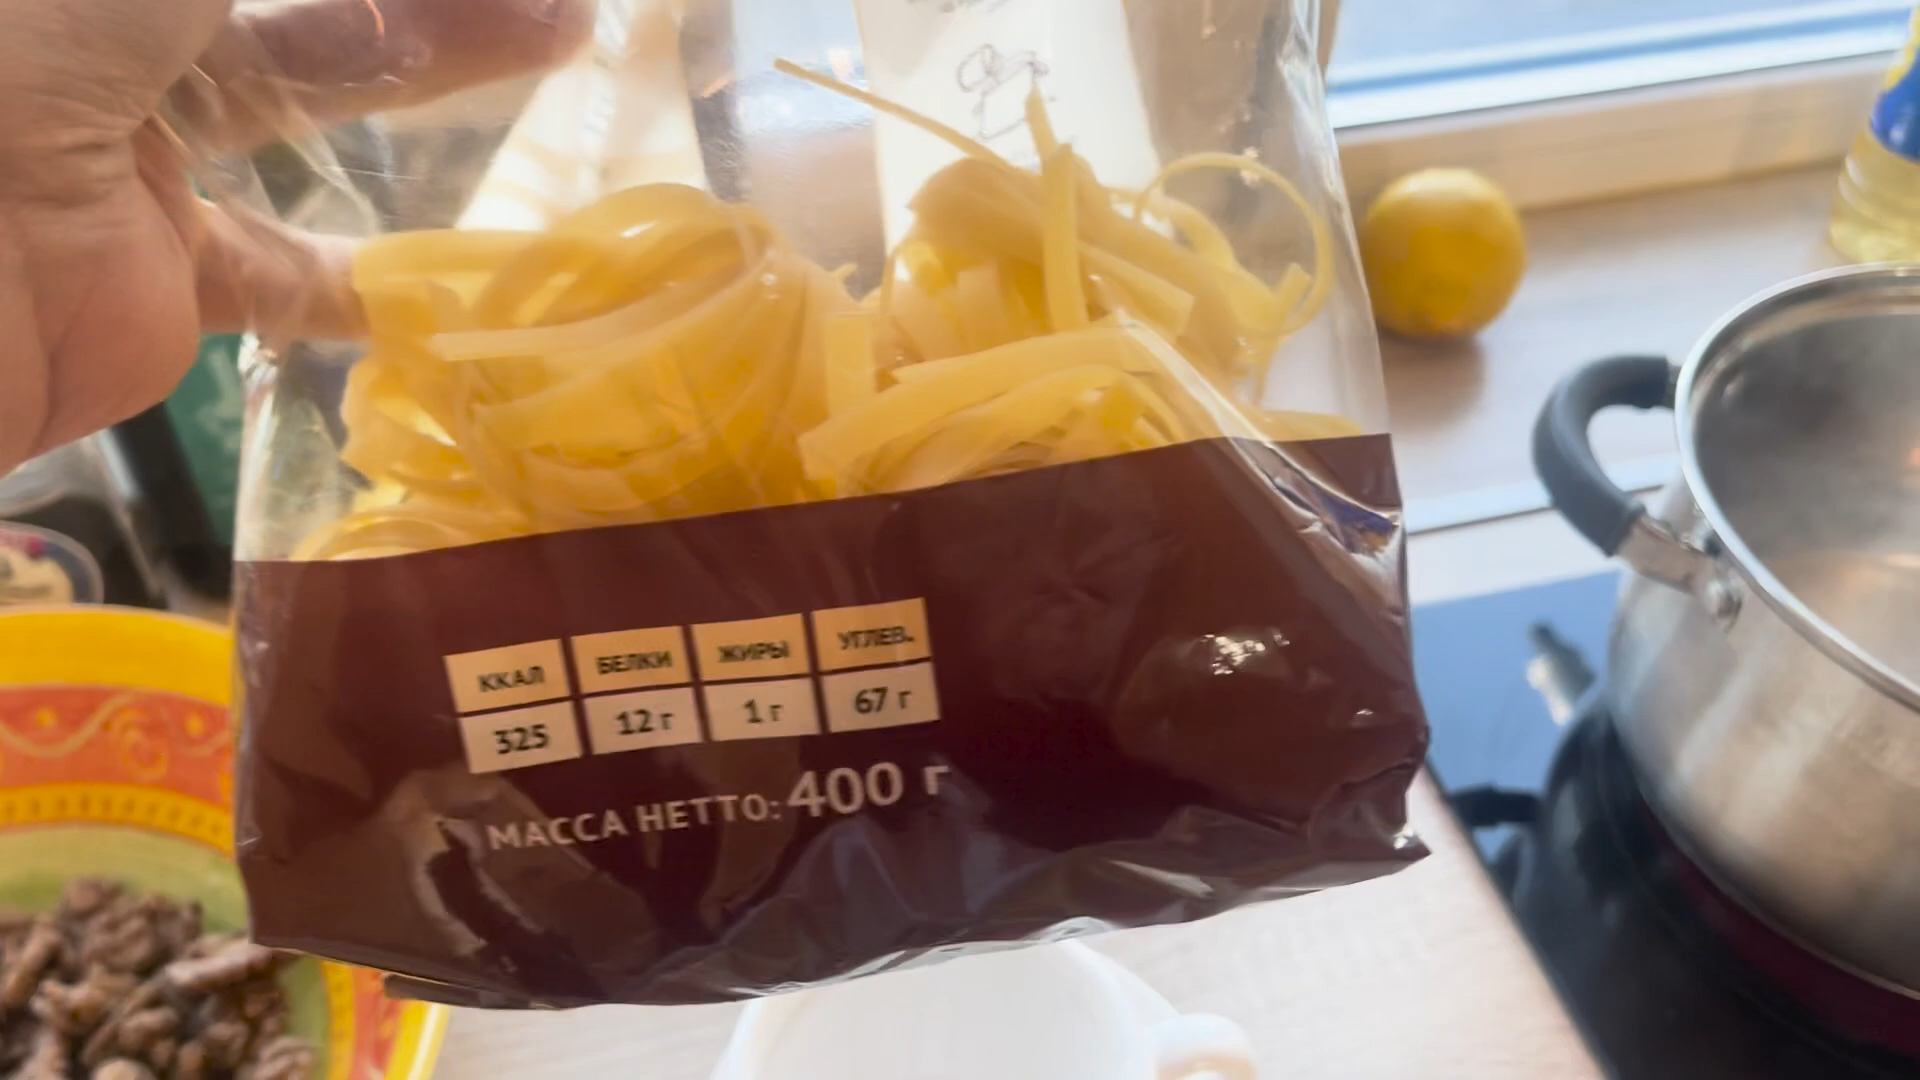 ККАЛ БЕЛКИ ЖИРЫ УГЛЕВ.
325 12 г 1 г 67 г
МАССА НЕТТО: 400 г